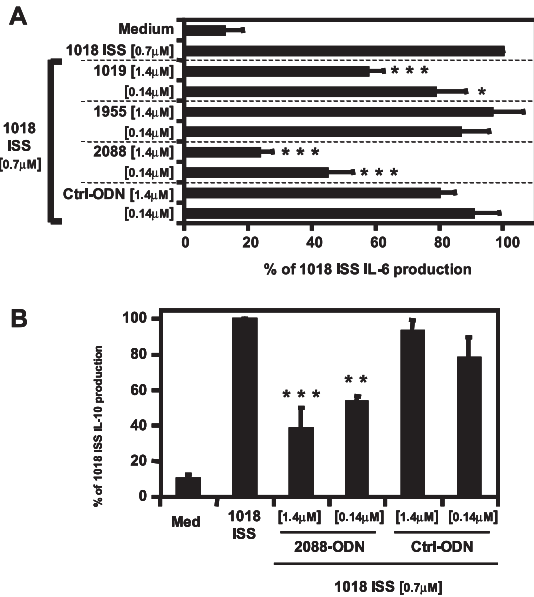 A
Medium
1018 ISS [0.7μM]
1019 [1.4μM] * * *
[0.14μM] *
1955 [1.4μM]
[0.14μM]
2088 [1.4μM] * * *
[0.14μM] * * *
Ctrl-ODN [1.4μM]
[0.14μM]
1018
ISS
[0.7μM]
0 20 40 60 80 100
% of 1018 ISS IL-6 production
B
% of 1018 ISS IL-10 production
100
80
60
40
20
0
* * *
* *
Med
1018
ISS
[1.4μM] [0.14μM] [1.4μM] [0.14μM]
2088-ODN Ctrl-ODN
1018 ISS [0.7μM]